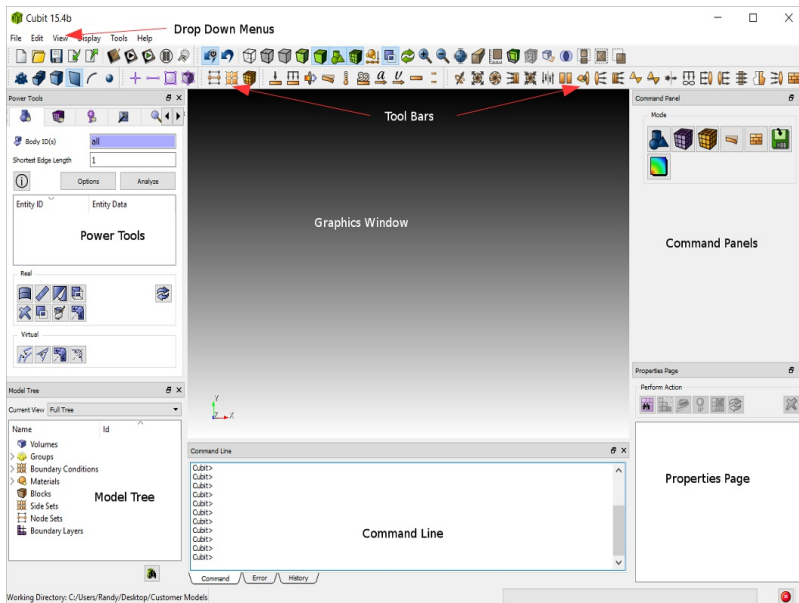 Cubit 15.4b
Drop Down Menus
File Edit View Display Tools Help
Power Tools
Command Panel
Tool Bars
Mode
Body ID(s) all
Shortest Edge Length 1
Options Analyze
Entity ID Entity Data
Power Tools
Graphics Window
Command Panels
Real
Virtual
Y
Z X
Properties Page
Perform Action
Model Tree
Current View Full Tree
Name Id
Volumes
Groups
Boundary Conditions
Materials
Blocks
Side Sets
Node Sets
Boundary Layers
Model Tree
Command Line
Cubit>
Cubit>
Cubit>
Cubit>
Cubit>
Cubit>
Cubit>
Cubit>
Cubit>
Cubit>
Cubit>
Command Line
Properties Page
Command Error History
Working Directory: C:/Users/Randy/Desktop/Customer Models